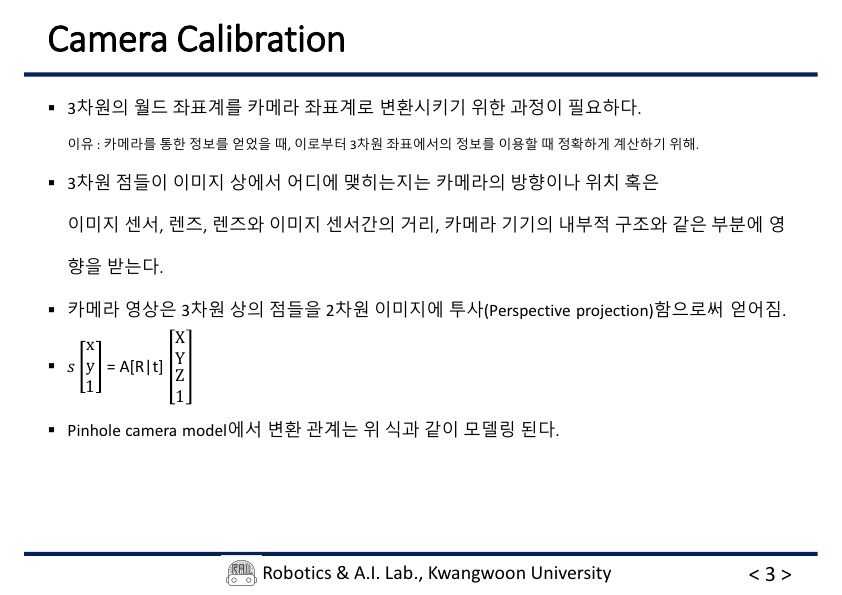 Camera Calibration
▪ 3차원의 월드 좌표계를 카메라 좌표계로 변환시키기 위한 과정이 필요하다.
이유 : 카메라를 통한 정보를 얻었을 때, 이로부터 3차원 좌표에서의 정보를 이용할 때 정확하게 계산하기 위해.
▪ 3차원 점들이 이미지 상에서 어디에 맺히는지는 카메라의 방향이나 위치 혹은
이미지 센서, 렌즈, 렌즈와 이미지 센서간의 거리, 카메라 기기의 내부적 구조와 같은 부분에 영
향을 받는다.
▪ 카메라 영상은 3차원 상의 점들을 2차원 이미지에 투사(Perspective projection)함으로써 얻어짐.
▪ s [x y 1] = A[R|t] [X Y Z 1]
▪ Pinhole camera model에서 변환 관계는 위 식과 같이 모델링 된다.
RAIL Robotics & A.I. Lab., Kwangwoon University < 3 >